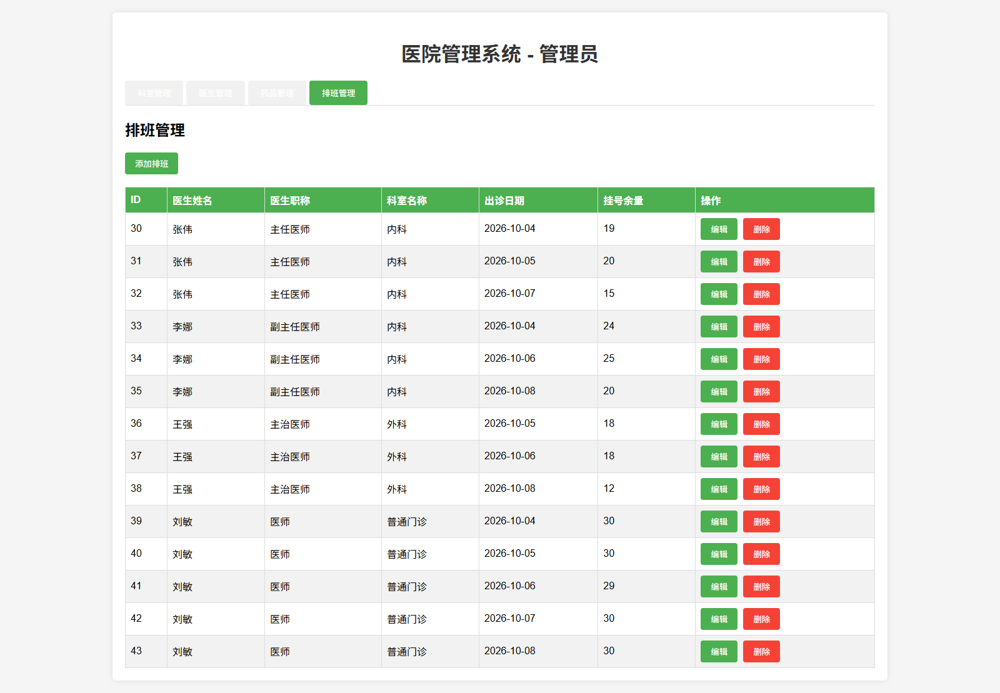 医院管理系统 - 管理员
科室管理 医生管理 药品管理 排班管理
排班管理
添加排班
ID 医生姓名 医生职称 科室名称 出诊日期 挂号余量 操作
30 张伟 主任医师 内科 2026-10-04 19 编辑 删除
31 张伟 主任医师 内科 2026-10-05 20 编辑 删除
32 张伟 主任医师 内科 2026-10-07 15 编辑 删除
33 李娜 副主任医师 内科 2026-10-04 24 编辑 删除
34 李娜 副主任医师 内科 2026-10-06 25 编辑 删除
35 李娜 副主任医师 内科 2026-10-08 20 编辑 删除
36 王强 主治医师 外科 2026-10-05 18 编辑 删除
37 王强 主治医师 外科 2026-10-06 18 编辑 删除
38 王强 主治医师 外科 2026-10-08 12 编辑 删除
39 刘敏 医师 普通门诊 2026-10-04 30 编辑 删除
40 刘敏 医师 普通门诊 2026-10-05 30 编辑 删除
41 刘敏 医师 普通门诊 2026-10-06 29 编辑 删除
42 刘敏 医师 普通门诊 2026-10-07 30 编辑 删除
43 刘敏 医师 普通门诊 2026-10-08 30 编辑 删除